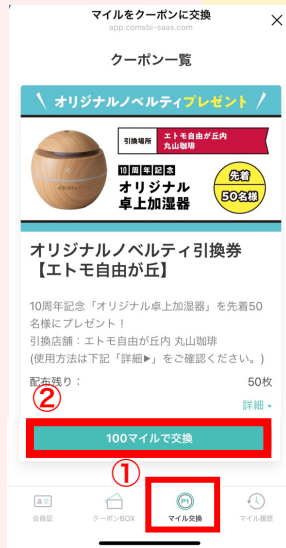 マイルをクーポンに交換
app.comsbi-saas.com
クーポン一覧
オリジナルノベルティプレゼント
引換場所
エトモ自由が丘内
丸山珈琲
10周年記念
オリジナル
卓上加湿器
先着
50名様
オリジナルノベルティ引換券
【エトモ自由が丘】
10周年記念「オリジナル卓上加湿器」を先着50
名様にプレゼント！
引換店舗：エトモ自由が丘内 丸山珈琲
(使用方法は下記「詳細▶」をご確認ください。)
配布残り：
50枚
詳細▸
②
100マイルで交換
①
会員証
クーポンBOX
Pt
マイル交換
マイル履歴